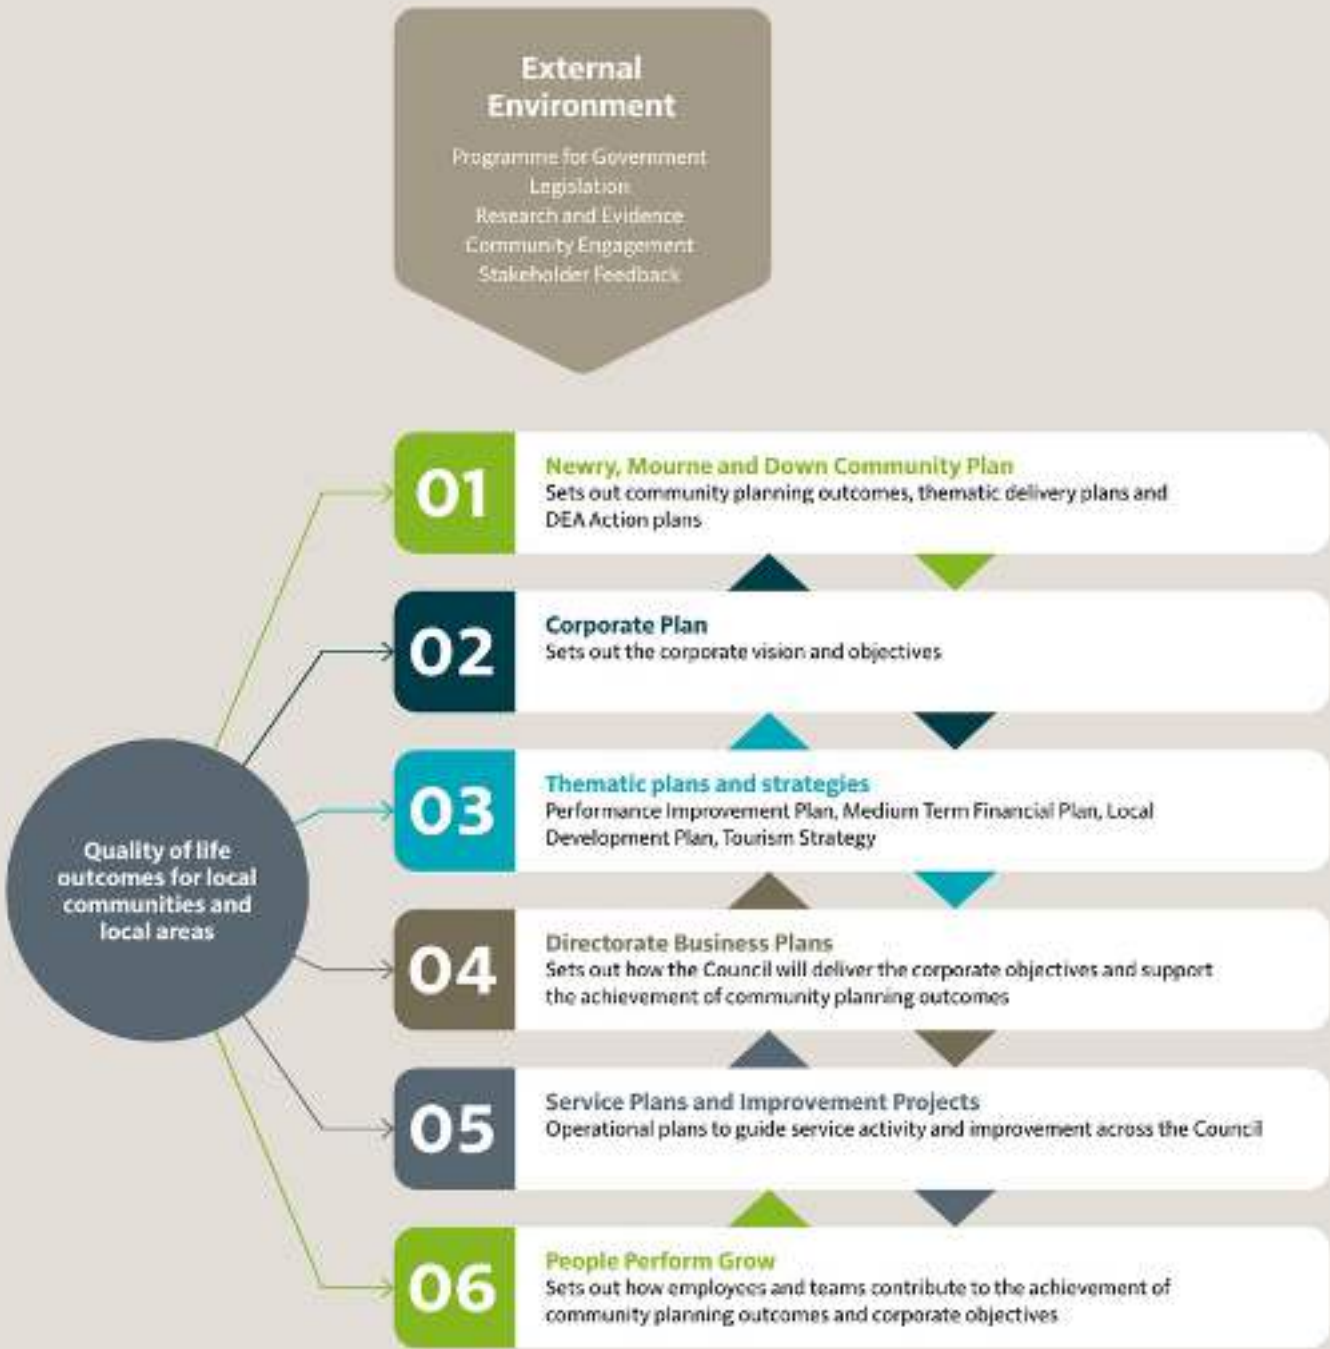 External
Environment
Programme for Government
Legislation
Research and Evidence
Community Engagement
Stakeholder Feedback
01
Newry, Mourne and Down Community Plan
Sets out community planning outcomes, thematic delivery plans and
DEA Action plans
02
Corporate Plan
Sets out the corporate vision and objectives
03
Thematic plans and strategies
Performance Improvement Plan, Medium Term Financial Plan, Local
Development Plan, Tourism Strategy
Quality of life
outcomes for local
communities and
local areas
04
Directorate Business Plans
Sets out how the Council will deliver the corporate objectives and support
the achievement of community planning outcomes
05
Service Plans and Improvement Projects
Operational plans to guide service activity and improvement across the Council
06
People Perform Grow
Sets out how employees and teams contribute to the achievement of
community planning outcomes and corporate objectives